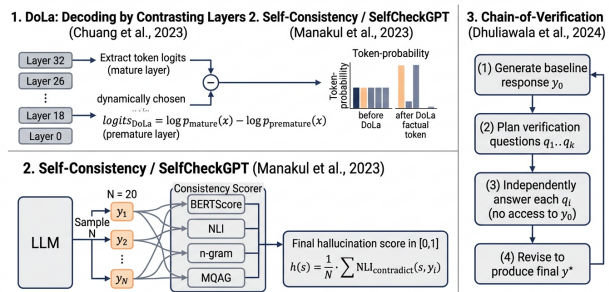 1. DoLa: Decoding by Contrasting Layers
(Chuang et al., 2023)
2. Self-Consistency / SelfCheckGPT
(Manakul et al., 2023)
Layer 32
Layer 26
⋮
Layer 18
Layer 0
Extract token logits
(mature layer)
dynamically chosen
logits_DoLa = log p_mature(x) − log p_premature(x)
(premature layer)
−
Token-probability
Token-
probability
before
DoLa
after DoLa
factual
token
2. Self-Consistency / SelfCheckGPT (Manakul et al., 2023)
LLM
Sample
N
N = 20
y₁
y₂
⋮
y_N
Consistency Scorer
BERTScore
NLI
n-gram
MQAG
Final hallucination score in [0,1]
h(s) = 1/N · ∑ NLI_contradict(s, y_i)
3. Chain-of-Verification
(Dhuliawala et al., 2024)
(1) Generate baseline
response y₀
(2) Plan verification
questions q₁..q_k
(3) Independently
answer each q_i
(no access to y₀)
(4) Revise to
produce final y*